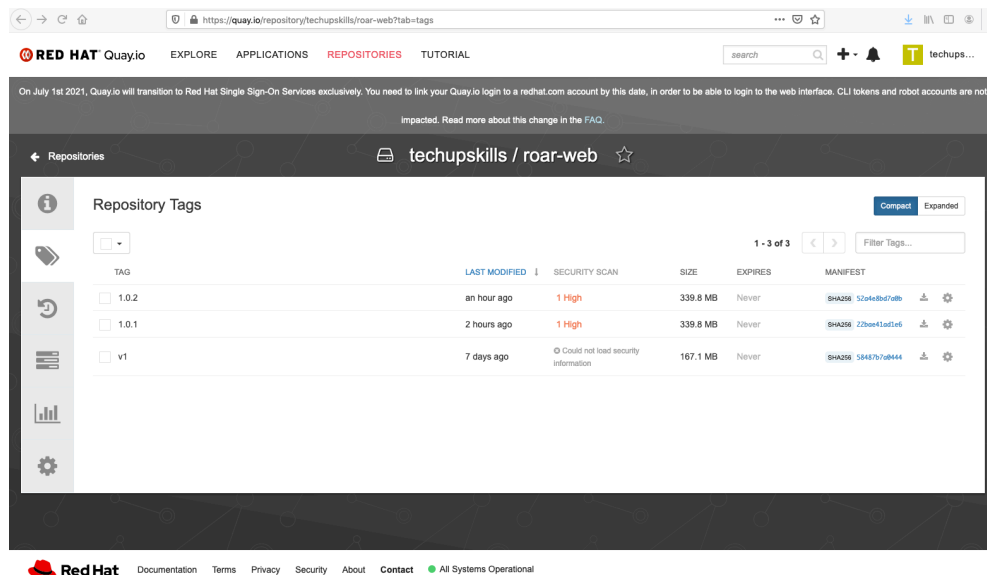 https://quay.io/repository/techupskills/roar-web?tab=tags
RED HAT Quay.io EXPLORE APPLICATIONS REPOSITORIES TUTORIAL search techups...
On July 1st 2021, Quay.io will transition to Red Hat Single Sign-On Services exclusively. You need to link your Quay.io login to a redhat.com account by this date, in order to be able to login to the web interface. CLI tokens and robot accounts are not
impacted. Read more about this change in the FAQ.
Repositories techupskills / roar-web
Repository Tags Compact Expanded
1 - 3 of 3 Filter Tags...
TAG LAST MODIFIED SECURITY SCAN SIZE EXPIRES MANIFEST
1.0.2 an hour ago 1 High 339.8 MB Never SHA256 52a4e8bd7a0b
1.0.1 2 hours ago 1 High 339.8 MB Never SHA256 22bae41ad1e6
v1 7 days ago Could not load security information 167.1 MB Never SHA256 58487b7a0444
Red Hat Documentation Terms Privacy Security About Contact All Systems Operational